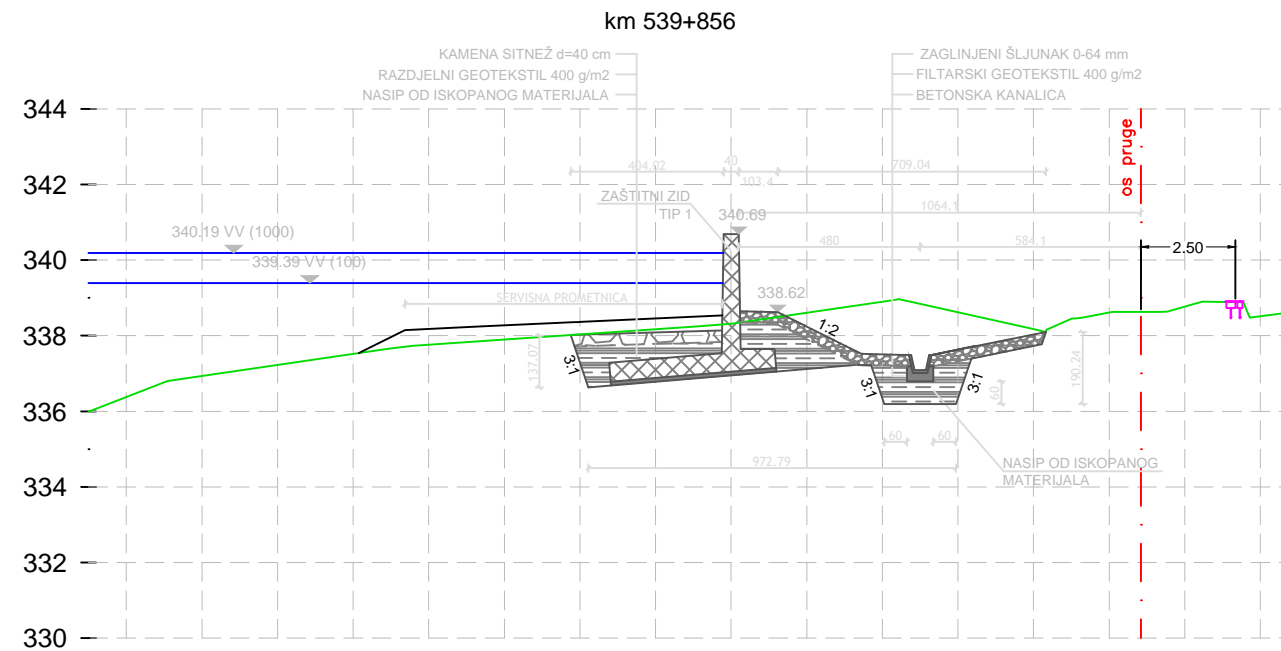 km 539+856
KAMENA SITNEŽ d=40 cm
RAZDJELNI GEOTEKSTIL 400 g/m2
NASIP OD ISKOPANOG MATERIJALA
ZAGLINJENI ŠLJUNAK 0-64 mm
FILTARSKI GEOTEKSTIL 400 g/m2
BETONSKA KANALICA
344
342
340
338
336
334
332
330
os pruge
404.02
40
103.4
709.04
1064.1
ZAŠTITNI ZID
TIP 1
340.69
480
584.1
2.50
340.19 VV (1000)
339.39 VV (100)
SERVISNA PROMETNICA
338.62
1:2
137.07
3:1
3:1
3:1
60
190.24
60
60
972.79
NASIP OD ISKOPANOG
MATERIJALA